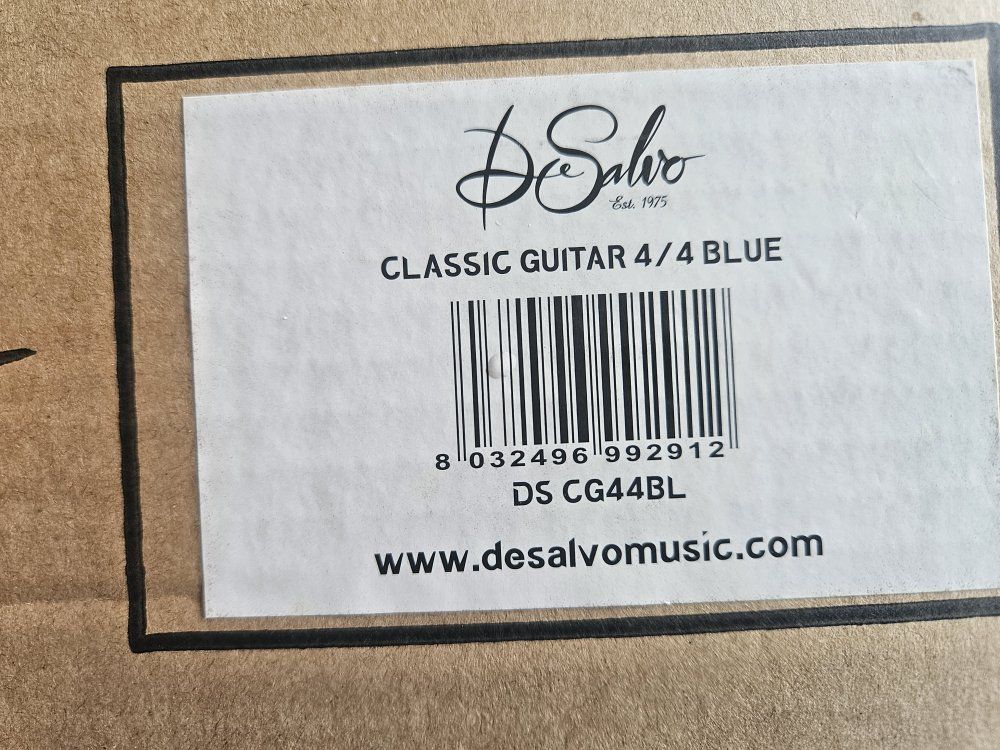 DeSalvo
Est. 1975
CLASSIC GUITAR 4/4 BLUE
8 032496 992912
DS CG44BL
www.desalvomusic.com